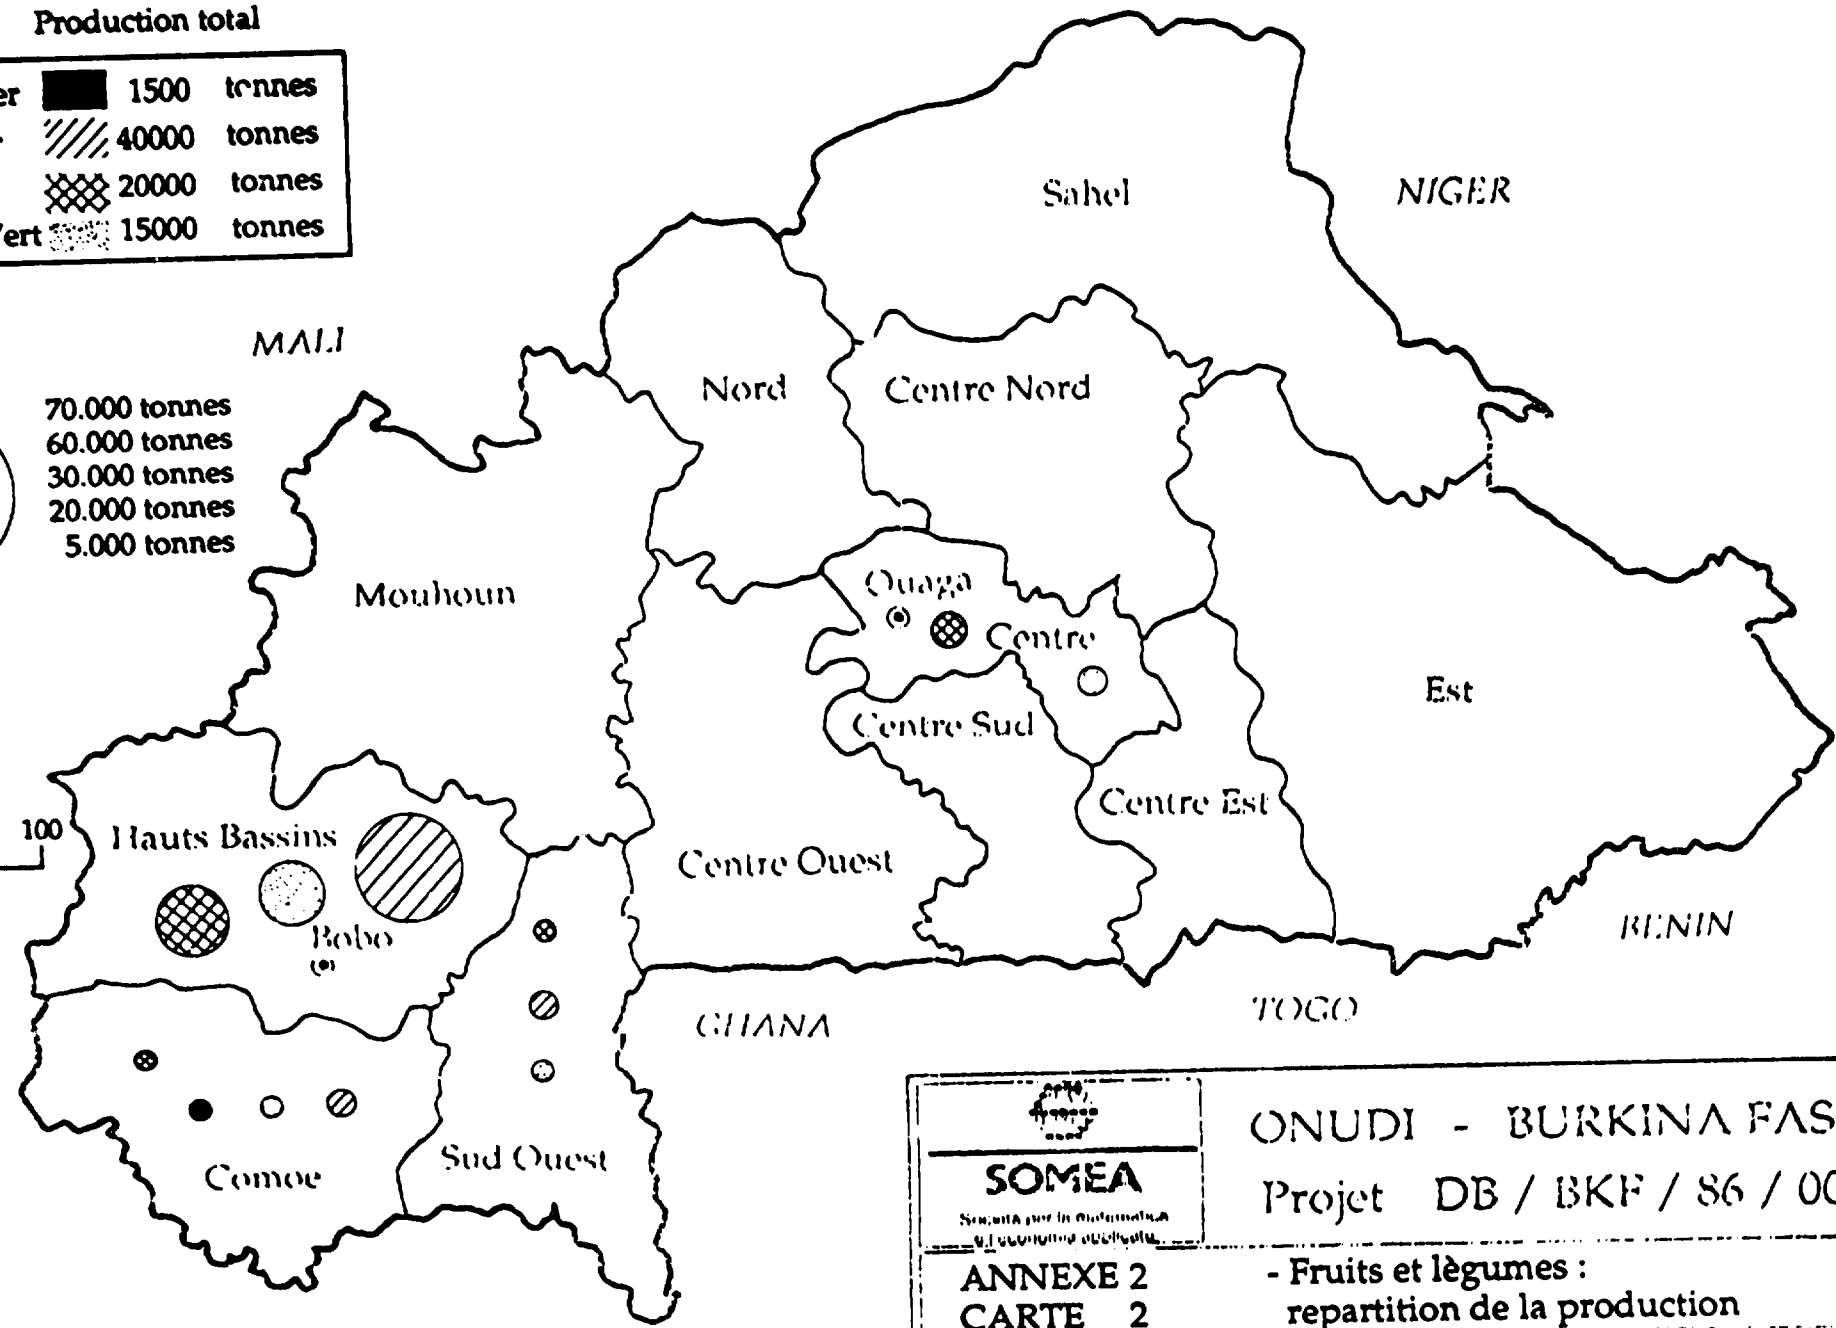 Production total
er 1500 tonnes
40000 tonnes
20000 tonnes
Vert 15000 tonnes
MALI
NIGER
Sahel
70.000 tonnes
60.000 tonnes
30.000 tonnes
20.000 tonnes
5.000 tonnes
Nord
Centre Nord
Mouhoun
Ouaga
Centre
Est
Centre Sud
Centre Est
100
Hauts Bassins
Centre Ouest
Bobo
BENIN
GHANA
TOGO
Comoe
Sud Ouest
SOMEA
ONUDI - BURKINA FAS
Projet DB / BKF / 86 / 00
ANNEXE 2
CARTE 2
- Fruits et lègumes :
repartition de la production